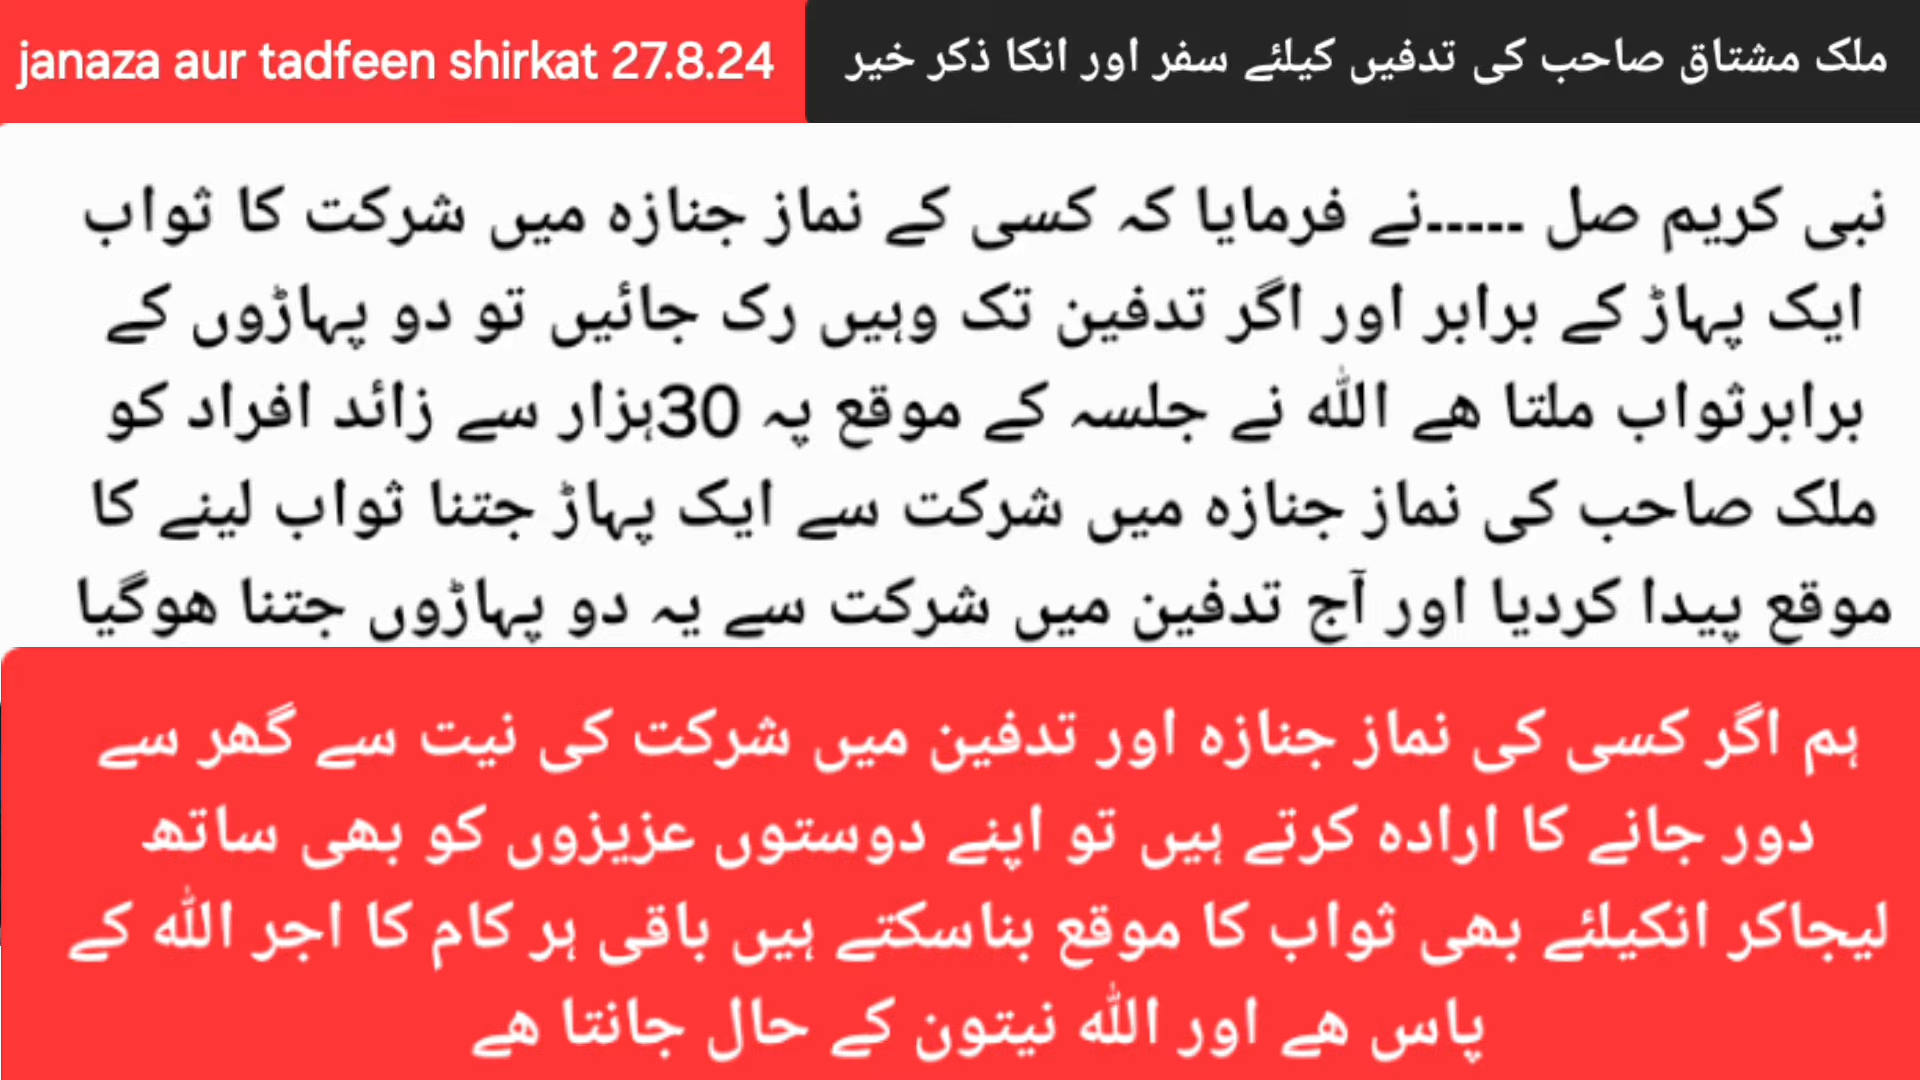 janaza aur tadfeen shirkat 27.8.24
ملک مشتاق صاحب کی تدفیں کیلئے سفر اور انکا ذکر خیر
نبی کریم صل -----نے فرمایا کہ کسی کے نماز جنازہ میں شرکت کا ثواب
ایک پہاڑ کے برابر اور اگر تدفین تک وہیں رک جائیں تو دو پہاڑوں کے
برابرثواب ملتا ھے اللہ نے جلسہ کے موقع پہ 30ہزار سے زائد افراد کو
ملک صاحب کی نماز جنازہ میں شرکت سے ایک پہاڑ جتنا ثواب لینے کا
موقع پیدا کردیا اور آج تدفین میں شرکت سے یہ دو پہاڑوں جتنا ھوگیا
ہم اگر کسی کی نماز جنازہ اور تدفین میں شرکت کی نیت سے گھر سے
دور جانے کا ارادہ کرتے ہیں تو اپنے دوستوں عزیزوں کو بھی ساتھ
لیجاکر انکیلئے بھی ثواب کا موقع بناسکتے ہیں باقی ہر کام کا اجر اللہ کے
پاس ھے اور اللہ نیتون کے حال جانتا ھے